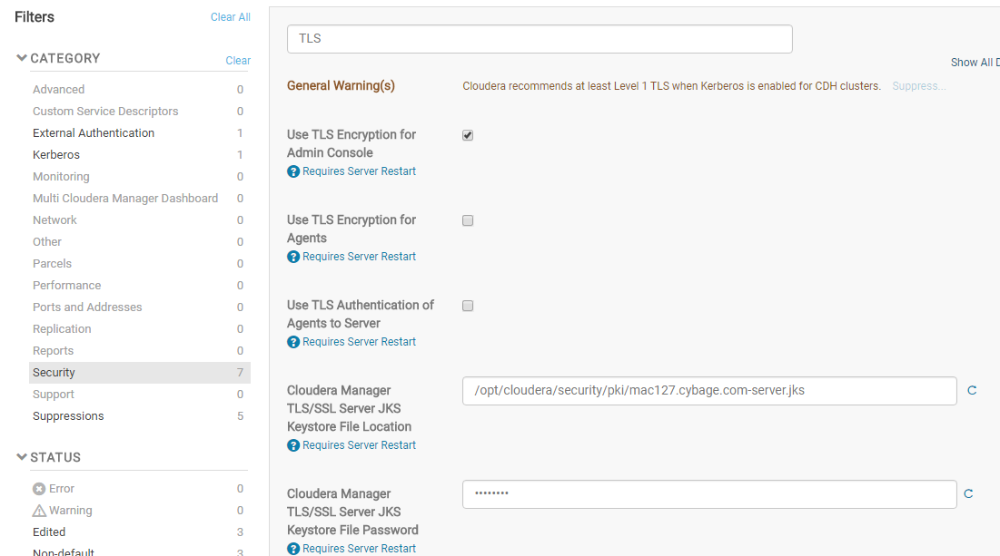 Filters
Clear All
CATEGORY
Clear
Advanced 0
Custom Service Descriptors 0
External Authentication 1
Kerberos 1
Monitoring 0
Multi Cloudera Manager Dashboard 0
Network 0
Other 0
Parcels 0
Performance 0
Ports and Addresses 0
Replication 0
Reports 0
Security 7
Support 0
Suppressions 5
STATUS
Error 0
Warning 0
Edited 3
Non-default 3
TLS
Show All D
General Warning(s)
Cloudera recommends at least Level 1 TLS when Kerberos is enabled for CDH clusters. Suppress...
Use TLS Encryption for
Admin Console
Requires Server Restart
Use TLS Encryption for
Agents
Requires Server Restart
Use TLS Authentication of
Agents to Server
Requires Server Restart
Cloudera Manager
TLS/SSL Server JKS
Keystore File Location
Requires Server Restart
/opt/cloudera/security/pki/mac127.cybage.com-server.jks
Cloudera Manager
TLS/SSL Server JKS
Keystore File Password
Requires Server Restart
••••••••